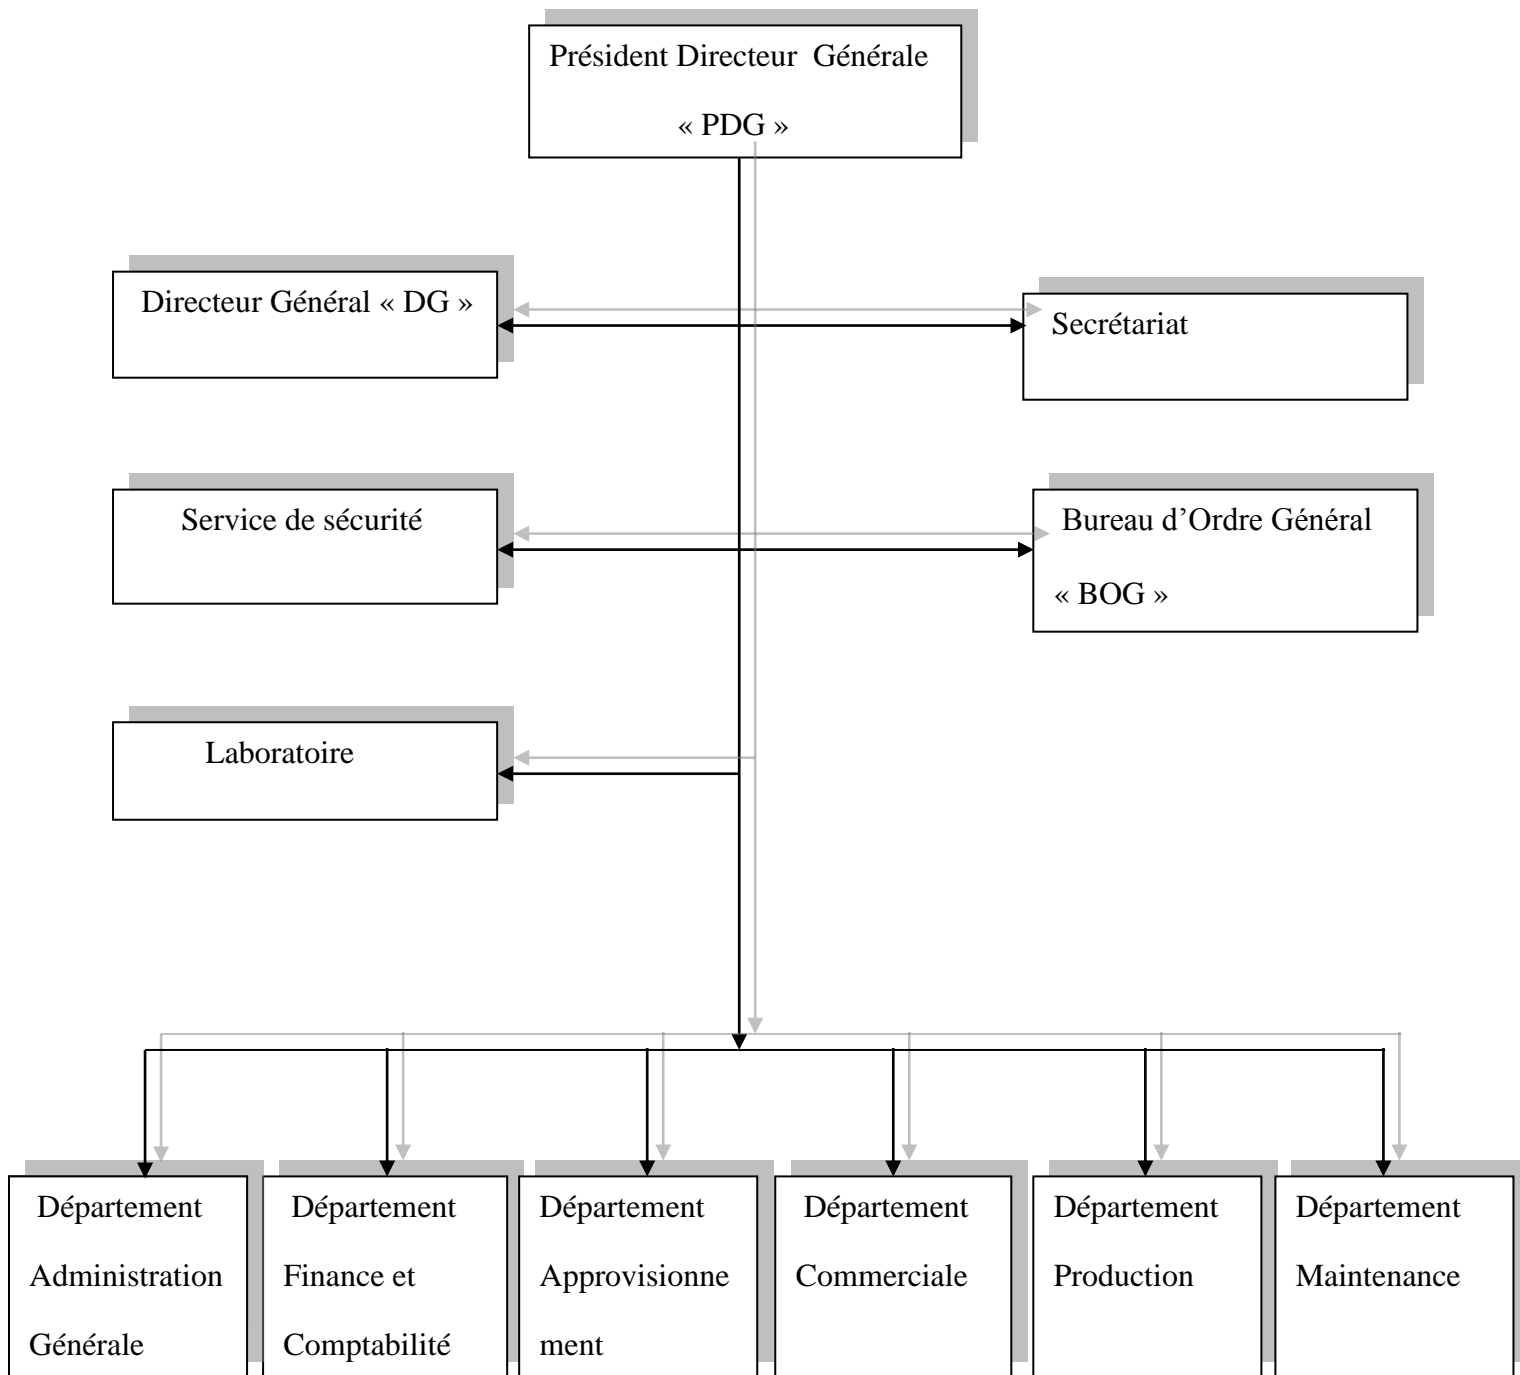 Président Directeur Générale
« PDG »
Directeur Général « DG »
Secrétariat
Service de sécurité
Bureau d’Ordre Général
« BOG »
Laboratoire
Département
Administration
Générale
Département
Finance et
Comptabilité
Département
Approvisionne
ment
Département
Commerciale
Département
Production
Département
Maintenance